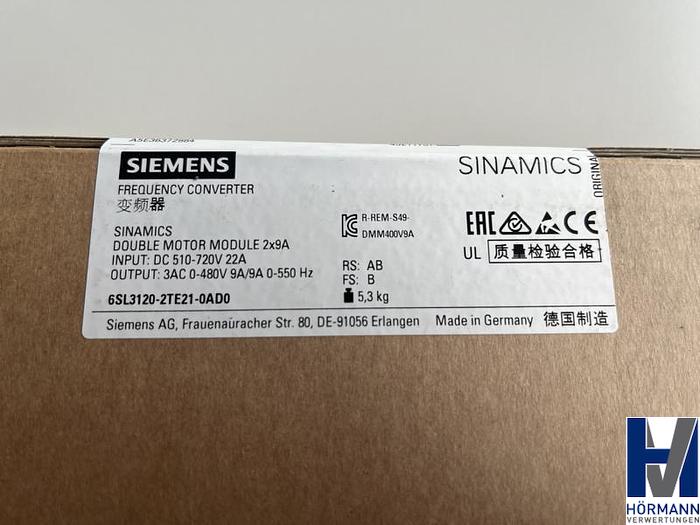 SIEMENS
SINAMICS
ORIGINA
FREQUENCY CONVERTER
变频器
SINAMICS
DOUBLE MOTOR MODULE 2x9A
INPUT: DC 510-720V 22A
OUTPUT: 3AC 0-480V 9A/9A 0-550 Hz
6SL3120-2TE21-0AD0
R-REM-S49-
DMM400V9A
RS: AB
FS: B
5,3 kg
EAC CE
UL 质量检验合格
Siemens AG, Frauenauracher Str. 80, DE-91056 Erlangen Made in Germany 德国制造
HÖRMANN
VERWERTUNGEN